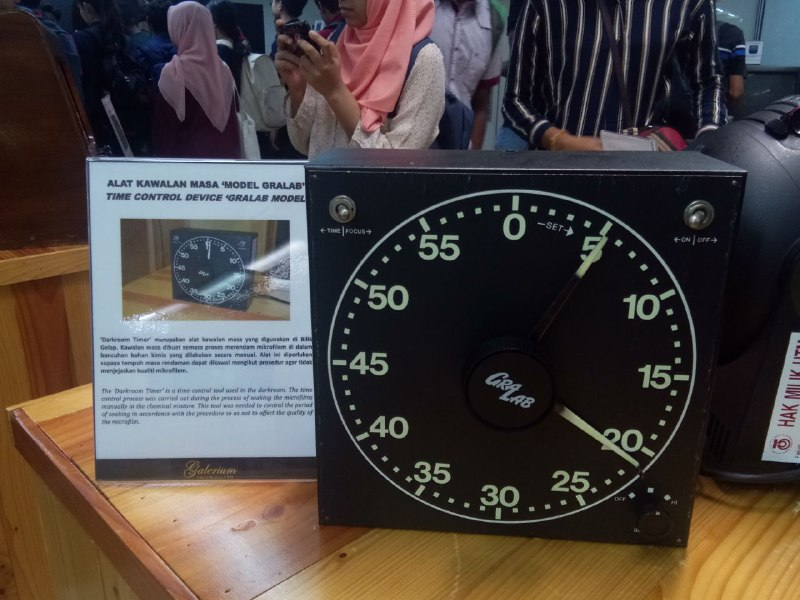 ALAT KAWALAN MASA 'MODEL GRALAB'
TIME CONTROL DEVICE 'GRALAB MODEL
'Darkroom Timer' merupakan alat kawalan masa yang digunakan di Bilik
Gelap. Kawalan masa dibuat semasa proses merendam mikrofilem di dalam
bancuhan bahan kimia yang dilakukan secara manual. Alat ini diperlukan
supaya tempoh masa rendaman dapat dikawal mengikut prosedur agar tidak
menjejaskan kualiti mikrofilem.
The 'Darkroom Timer' is a time control tool used in the darkroom. The time
control process was carried out during the process of soaking the microfilms
manually in the chemical mixture. This tool was needed to control the period
of soaking in accordance with the procedure so as not to affect the quality of
the microfilm.
Galerium
TIME FOCUS
ON OFF
SET
0
5
10
15
20
25
30
35
40
45
50
55
GRA LAB
OFF
HI
HAK MILIK